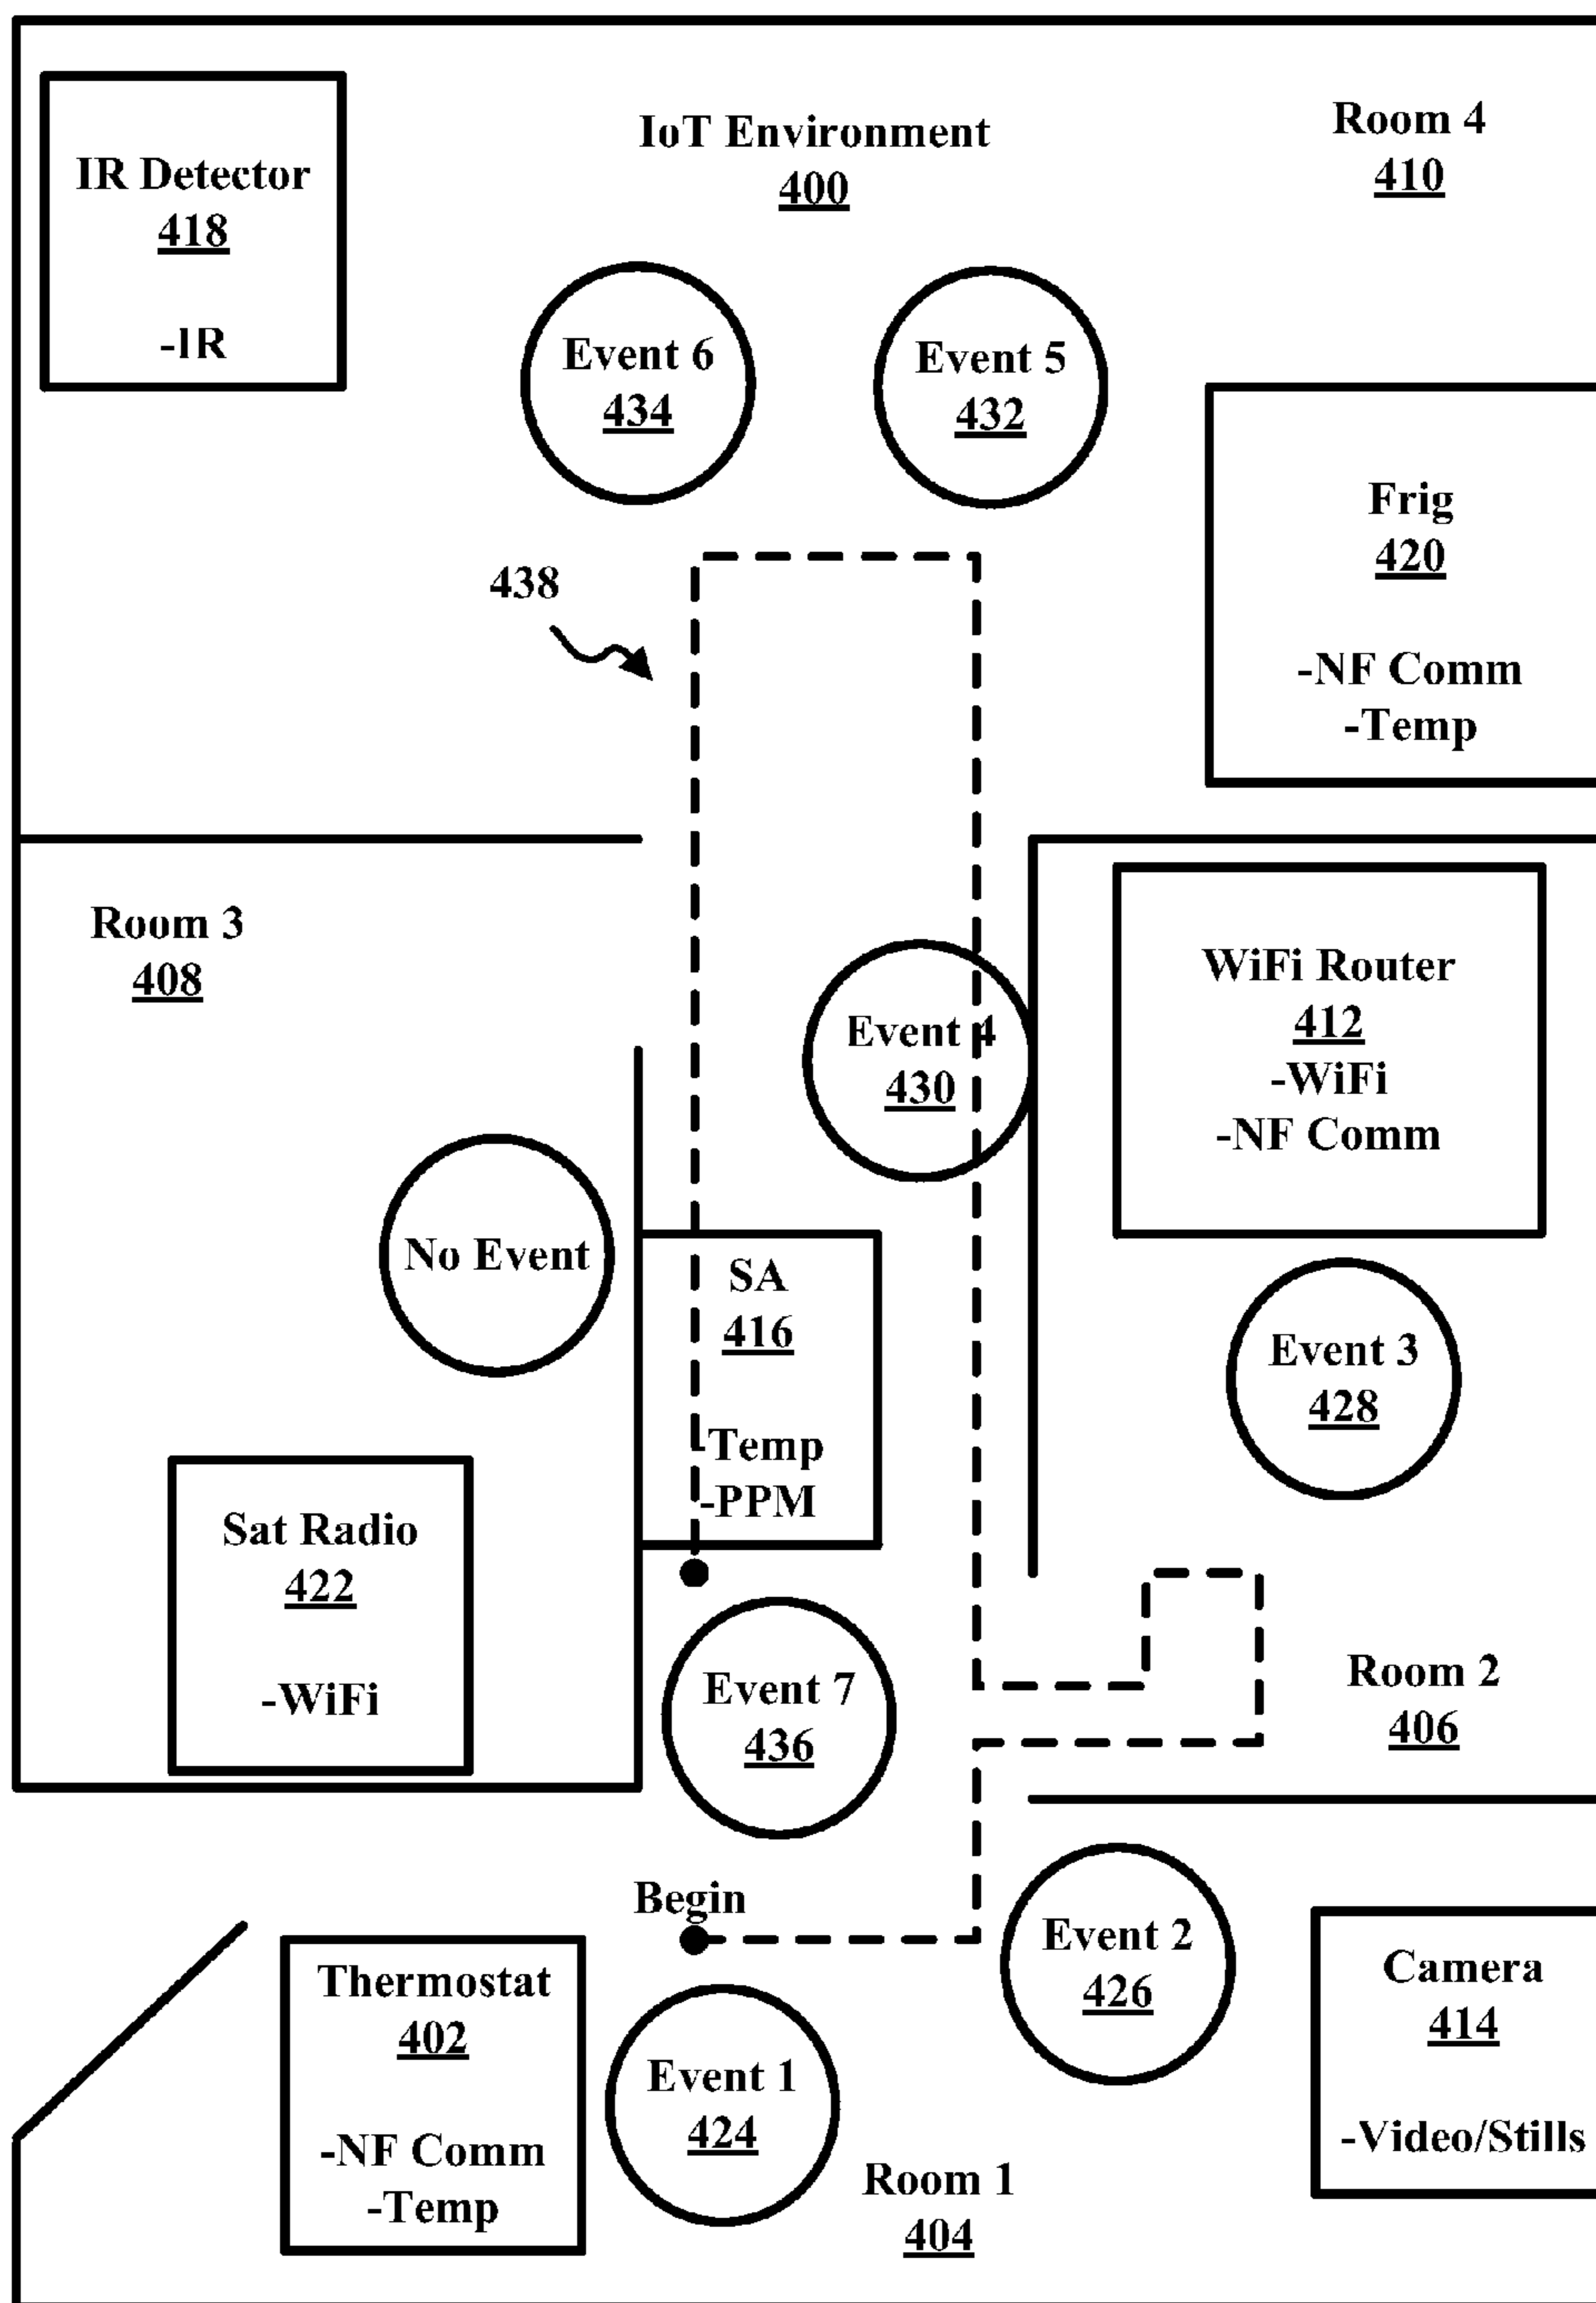 IoT Environment
400
Room 4
410
IR Detector
418
-IR
Event 6
434
Event 5
432
Frig
420
-NF Comm
-Temp
438
Room 3
408
WiFi Router
412
-WiFi
-NF Comm
Event 4
430
No Event
SA
416
-Temp
-PPM
Event 3
428
Sat Radio
422
-WiFi
Event 7
436
Room 2
406
Begin
Thermostat
402
-NF Comm
-Temp
Event 1
424
Event 2
426
Camera
414
-Video/Stills
Room 1
404